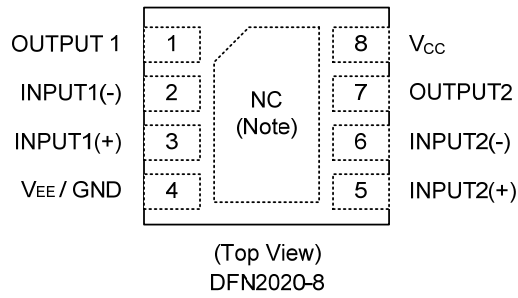 OUTPUT 1 1 8 VCC
INPUT1(-) 2 7 OUTPUT2
NC
(Note)
INPUT1(+) 3 6 INPUT2(-)
VEE / GND 4 5 INPUT2(+)
(Top View)
DFN2020-8